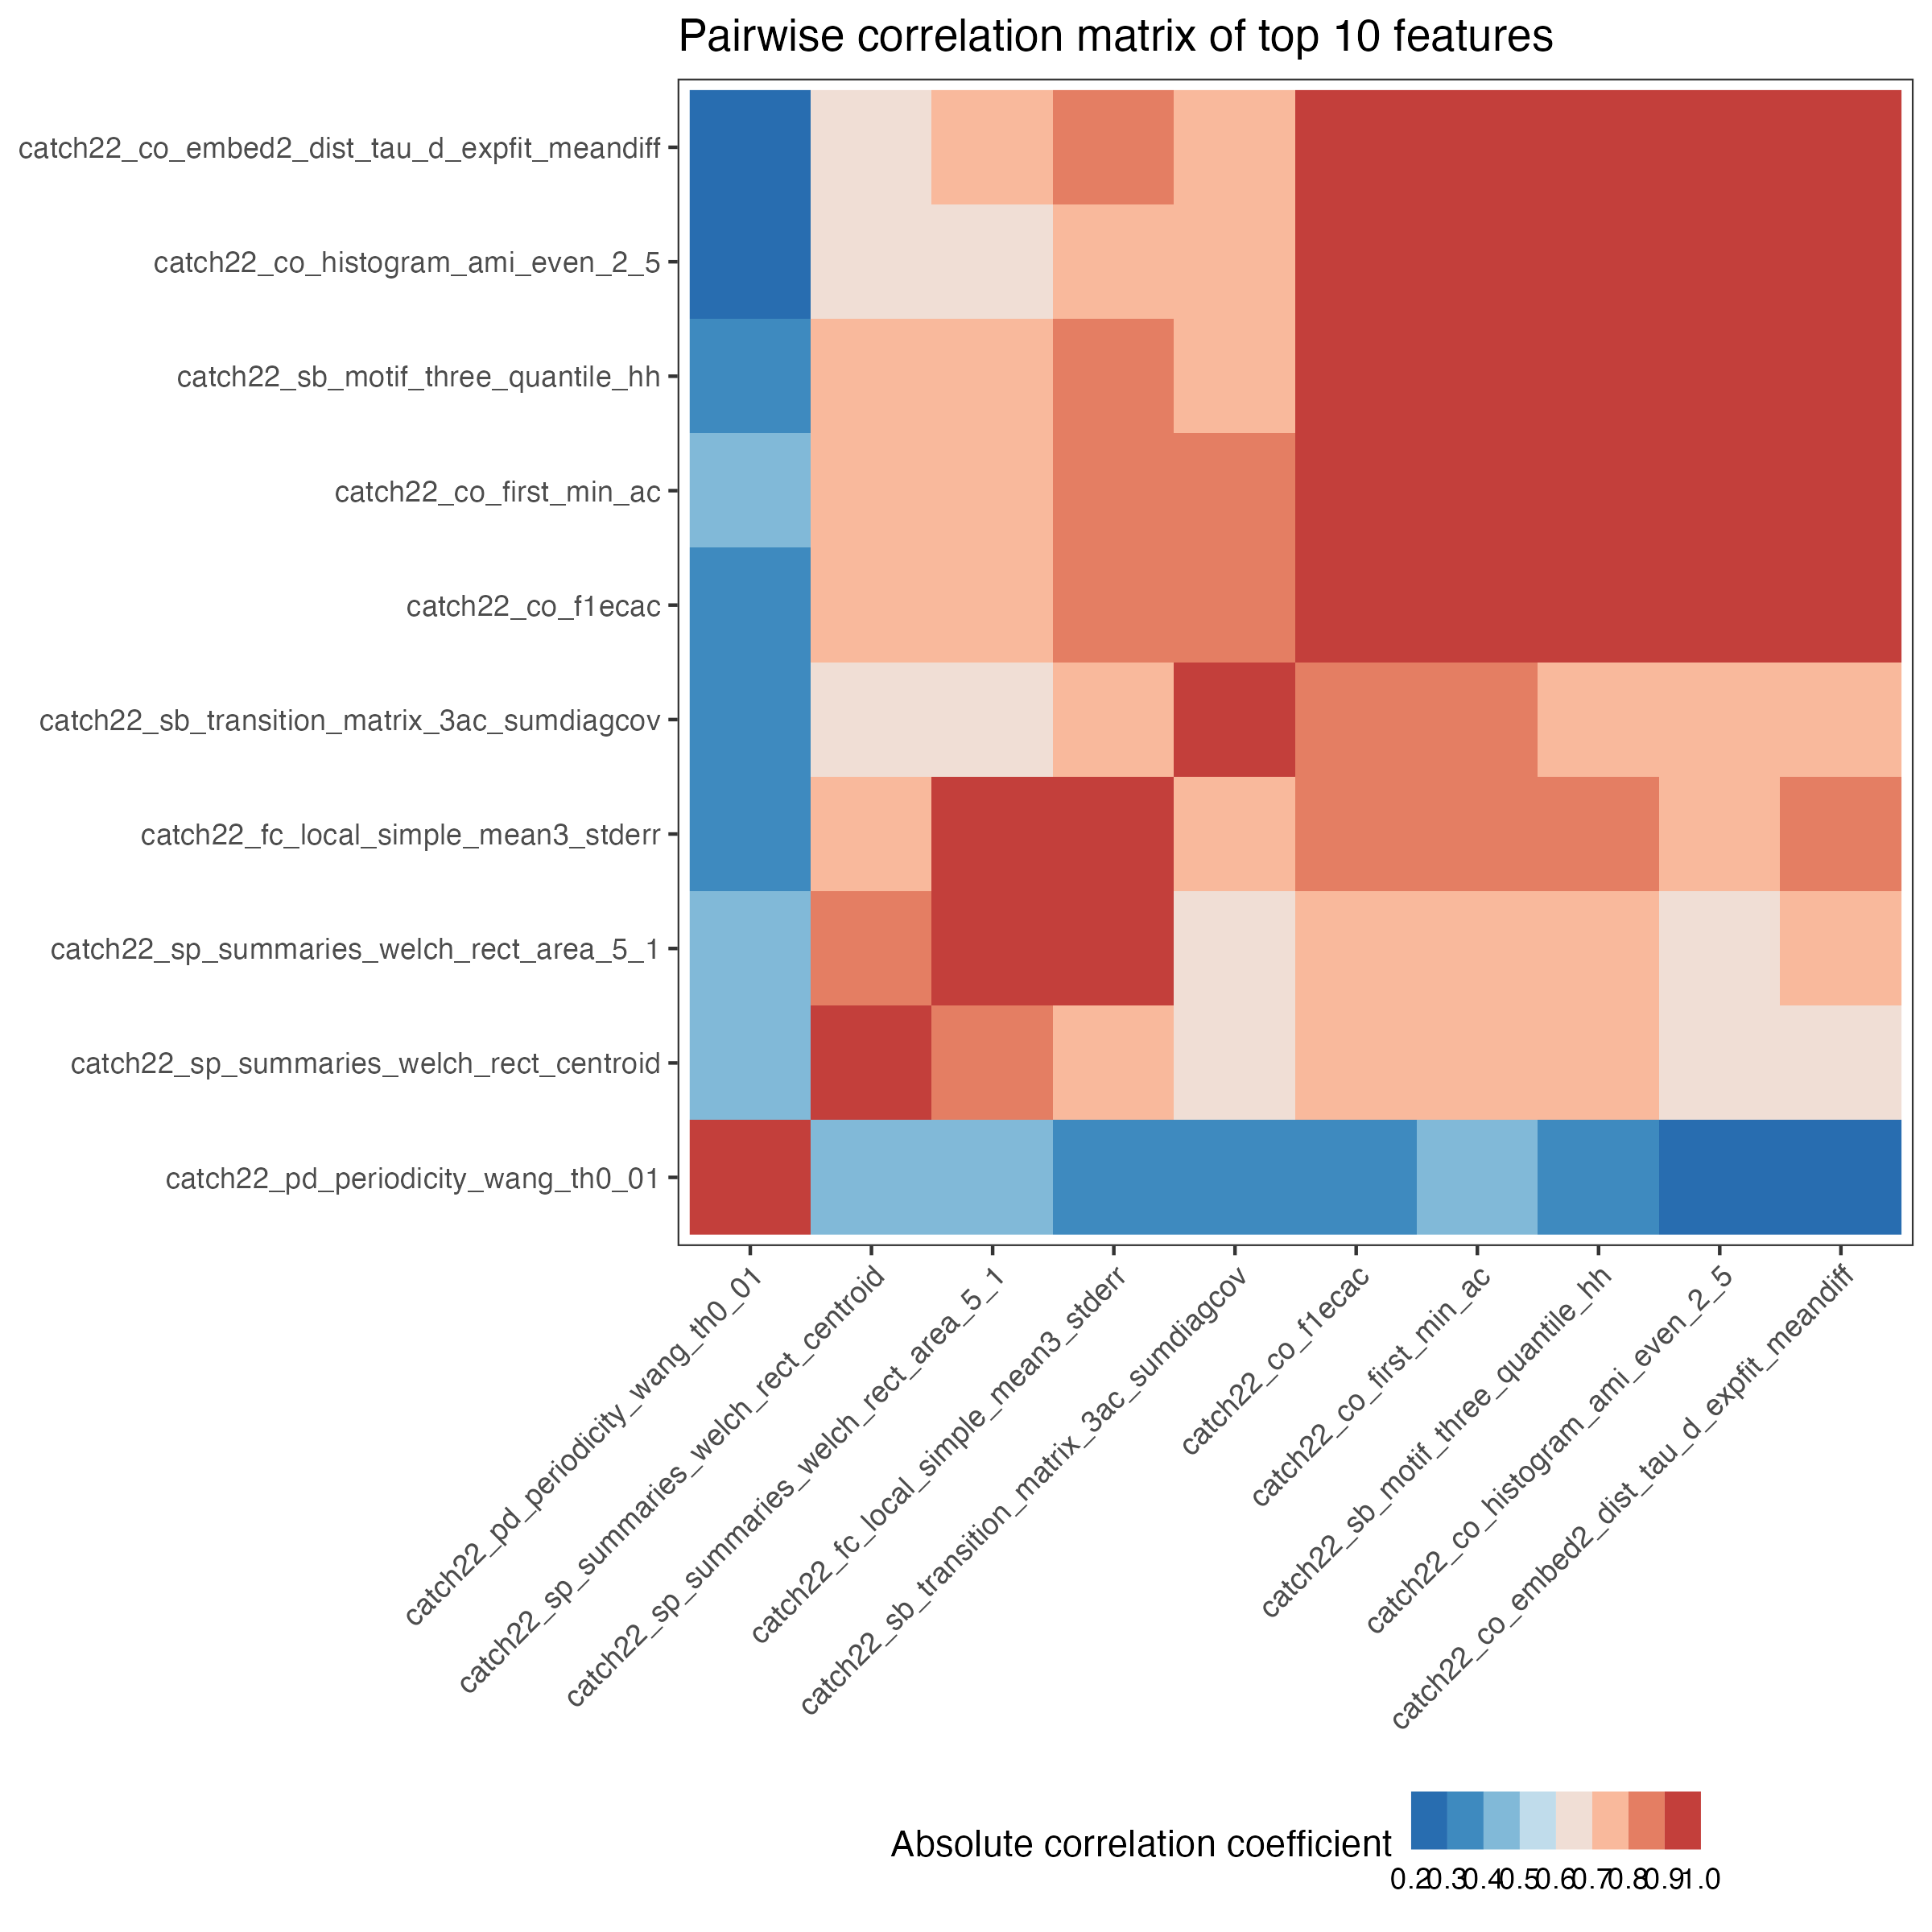 Pairwise correlation matrix of top 10 features
catch22_co_embed2_dist_tau_d_expfit_meandiff
catch22_co_histogram_ami_even_2_5
catch22_sb_motif_three_quantile_hh
catch22_co_first_min_ac
catch22_co_f1ecac
catch22_sb_transition_matrix_3ac_sumdiagcov
catch22_fc_local_simple_mean3_stderr
catch22_sp_summaries_welch_rect_area_5_1
catch22_sp_summaries_welch_rect_centroid
catch22_pd_periodicity_wang_th0_01
catch22_pd_periodicity_wang_th0_01
catch22_sp_summaries_welch_rect_centroid
catch22_sp_summaries_welch_rect_area_5_1
catch22_fc_local_simple_mean3_stderr
catch22_sb_transition_matrix_3ac_sumdiagcov
catch22_co_f1ecac
catch22_co_first_min_ac
catch22_sb_motif_three_quantile_hh
catch22_co_histogram_ami_even_2_5
catch22_co_embed2_dist_tau_d_expfit_meandiff
Absolute correlation coefficient
0.2 0.3 0.4 0.5 0.6 0.7 0.8 0.9 1.0